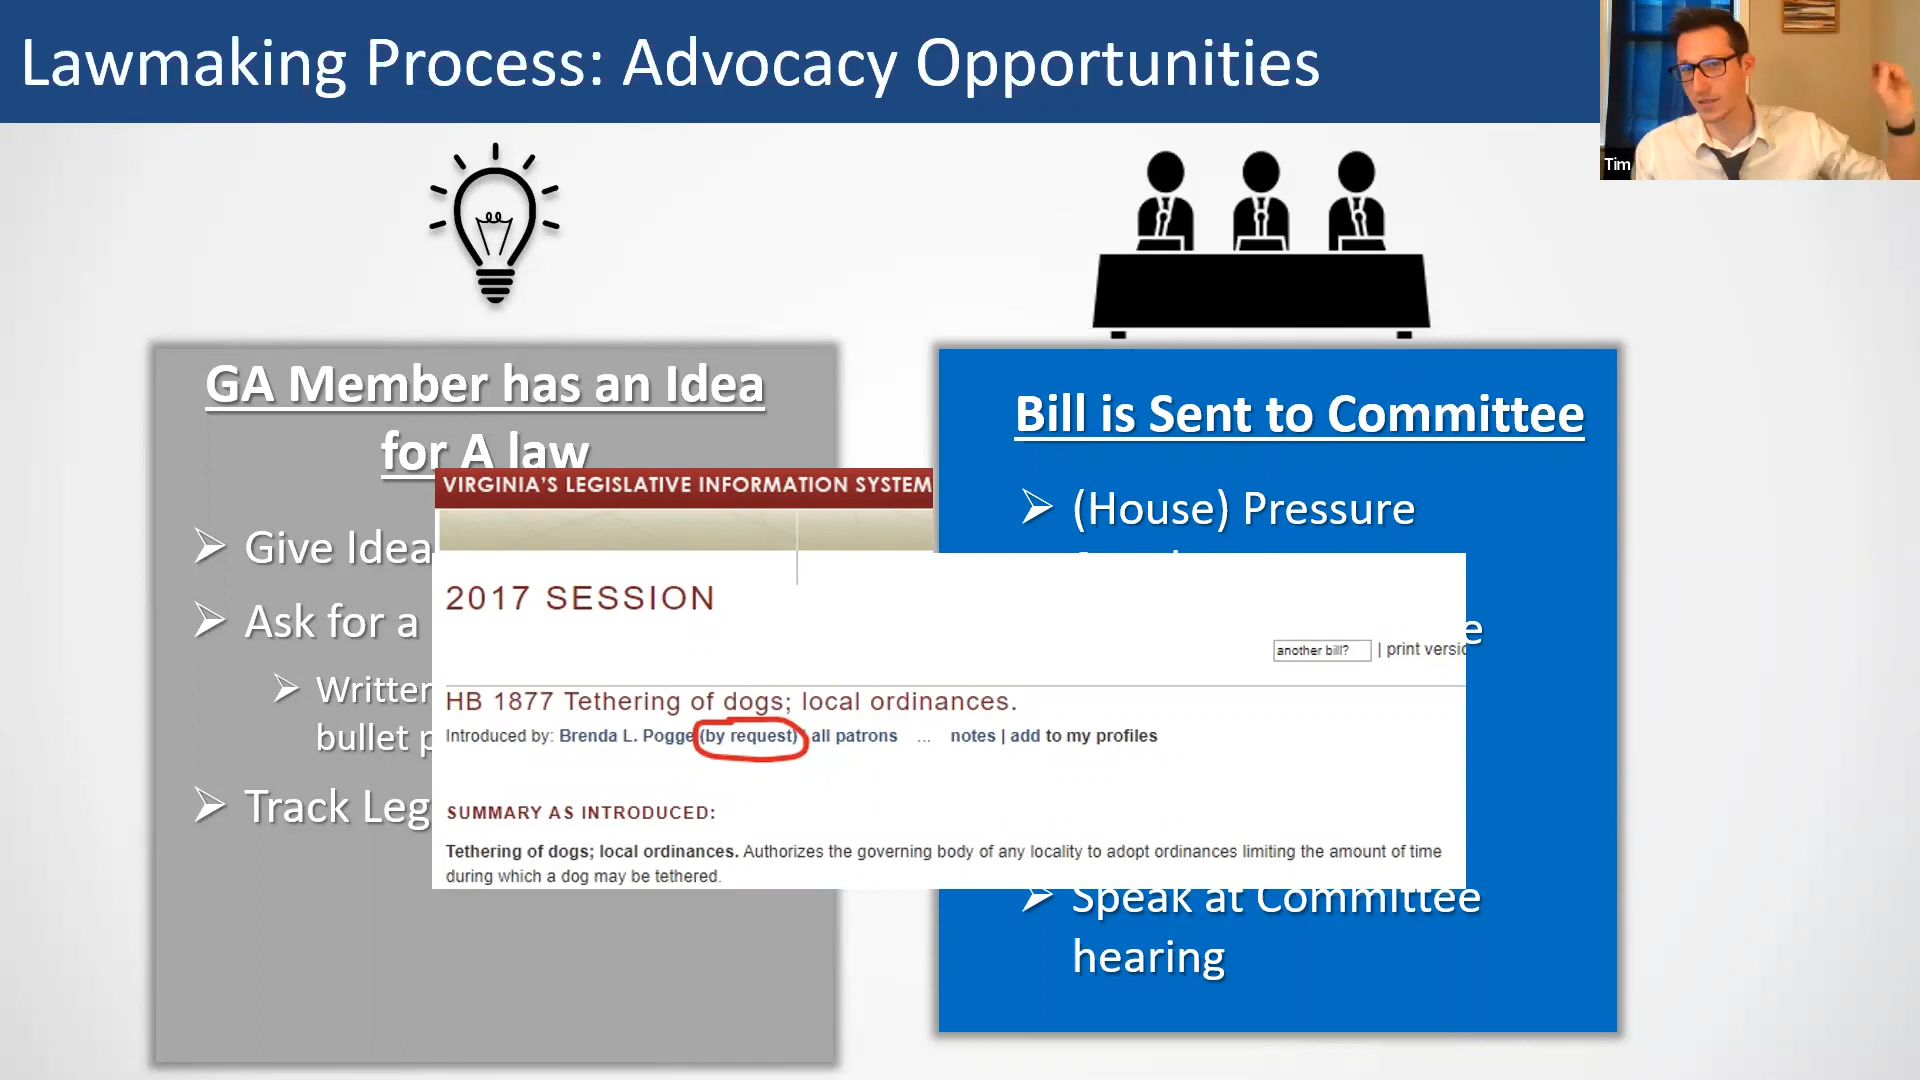 Lawmaking Process: Advocacy Opportunities
Tim
GA Member has an Idea
for A law
Give Idea
Ask for a
Written
bullet
Track Leg
Bill is Sent to Committee
(House) Pressure
Speak at Committee
hearing
VIRGINIA'S LEGISLATIVE INFORMATION SYSTEM
2017 SESSION
another bill? | print versio
HB 1877 Tethering of dogs; local ordinances.
Introduced by: Brenda L. Pogge (by request) all patrons ... notes | add to my profiles
SUMMARY AS INTRODUCED:
Tethering of dogs; local ordinances. Authorizes the governing body of any locality to adopt ordinances limiting the amount of time
during which a dog may be tethered.